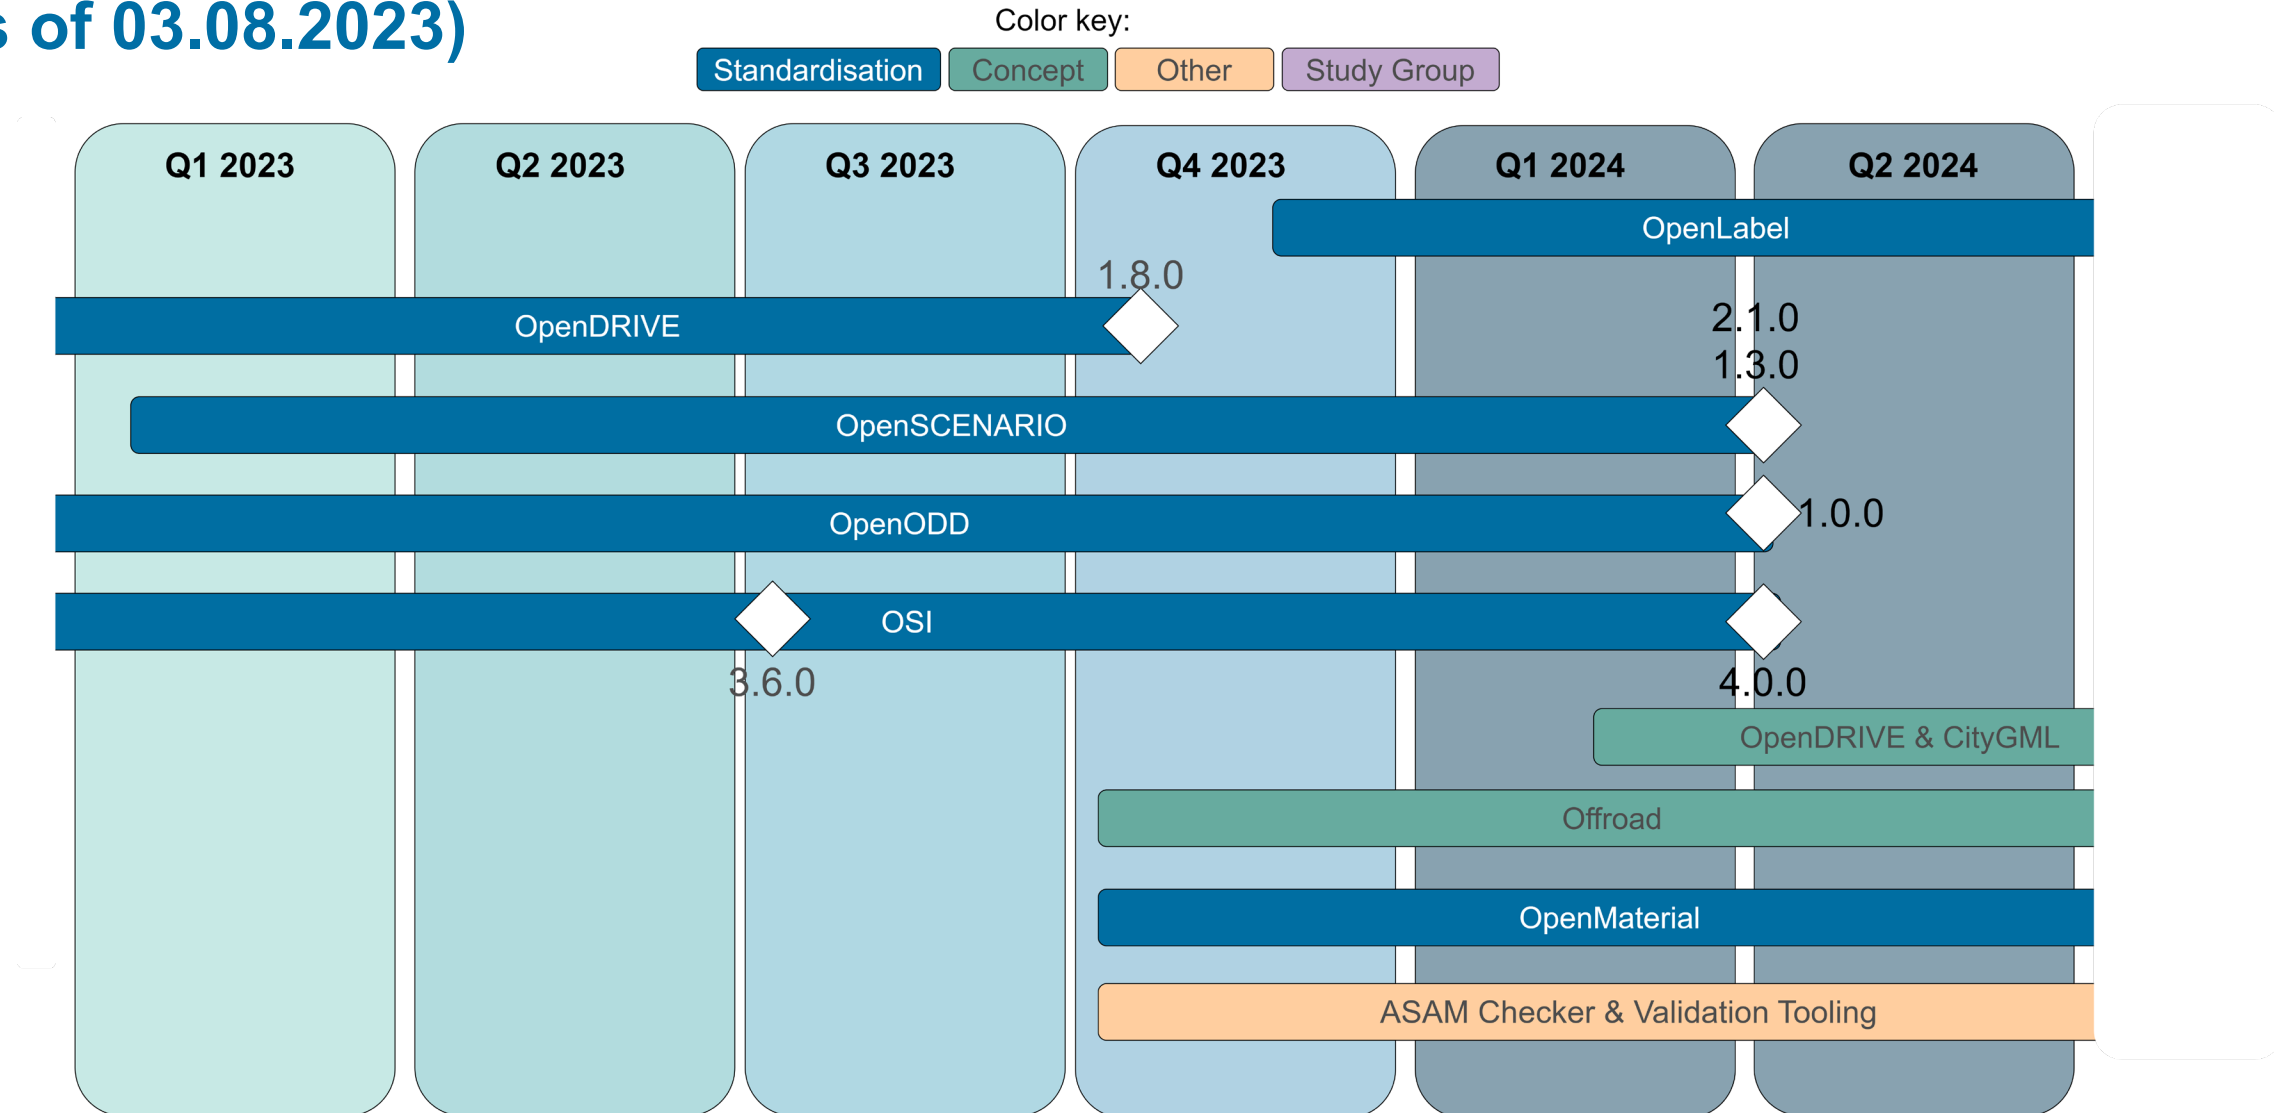 s of 03.08.2023)
Color key:
Standardisation Concept Other Study Group
Q1 2023 Q2 2023 Q3 2023 Q4 2023 Q1 2024 Q2 2024
OpenLabel
1.8.0
OpenDRIVE
2.1.0
1.3.0
OpenSCENARIO
1.0.0
OpenODD
OSI
3.6.0 4.0.0
OpenDRIVE & CityGML
Offroad
OpenMaterial
ASAM Checker & Validation Tooling